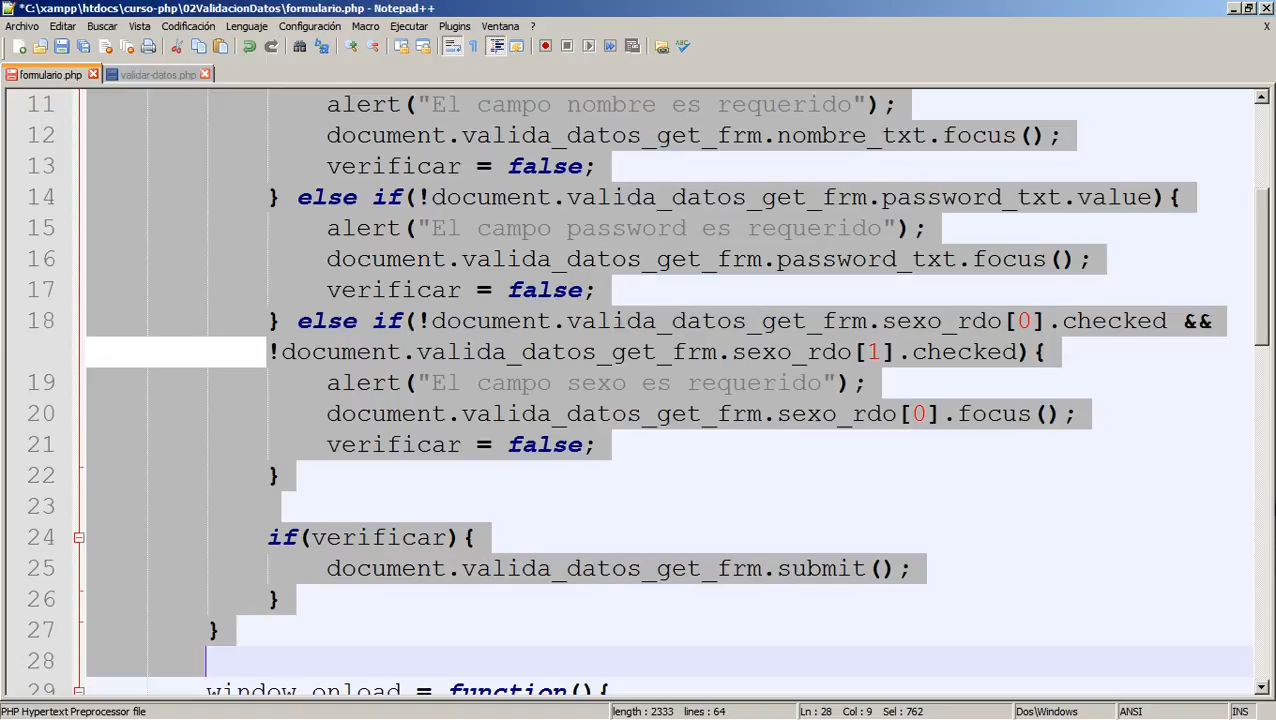 *C:\xampp\htdocs\curso-php\02ValidacionDatos\formulario.php - Notepad++
Archivo Editar Buscar Vista Codificación Lenguaje Configuración Macro Ejecutar Plugins Ventana ? X
formulario.php validar-datos.php
11 alert("El campo nombre es requerido");
12 document.valida_datos_get_frm.nombre_txt.focus();
13 verificar = false;
14 } else if(!document.valida_datos_get_frm.password_txt.value){
15 alert("El campo password es requerido");
16 document.valida_datos_get_frm.password_txt.focus();
17 verificar = false;
18 } else if(!document.valida_datos_get_frm.sexo_rdo[0].checked &&
!document.valida_datos_get_frm.sexo_rdo[1].checked){
19 alert("El campo sexo es requerido");
20 document.valida_datos_get_frm.sexo_rdo[0].focus();
21 verificar = false;
22 }
23
24 if(verificar){
25 document.valida_datos_get_frm.submit();
26 }
27 }
28
29 window.onload = function(){
PHP Hypertext Preprocessor file length : 2333 lines : 64 Ln : 28 Col : 9 Sel : 762 Dos\Windows ANSI INS